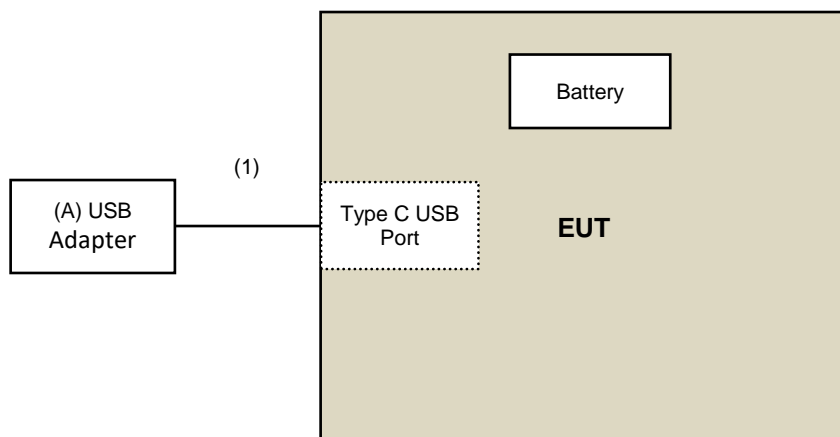 Battery
(1)
(A) USB
Adapter
Type C USB
Port
EUT